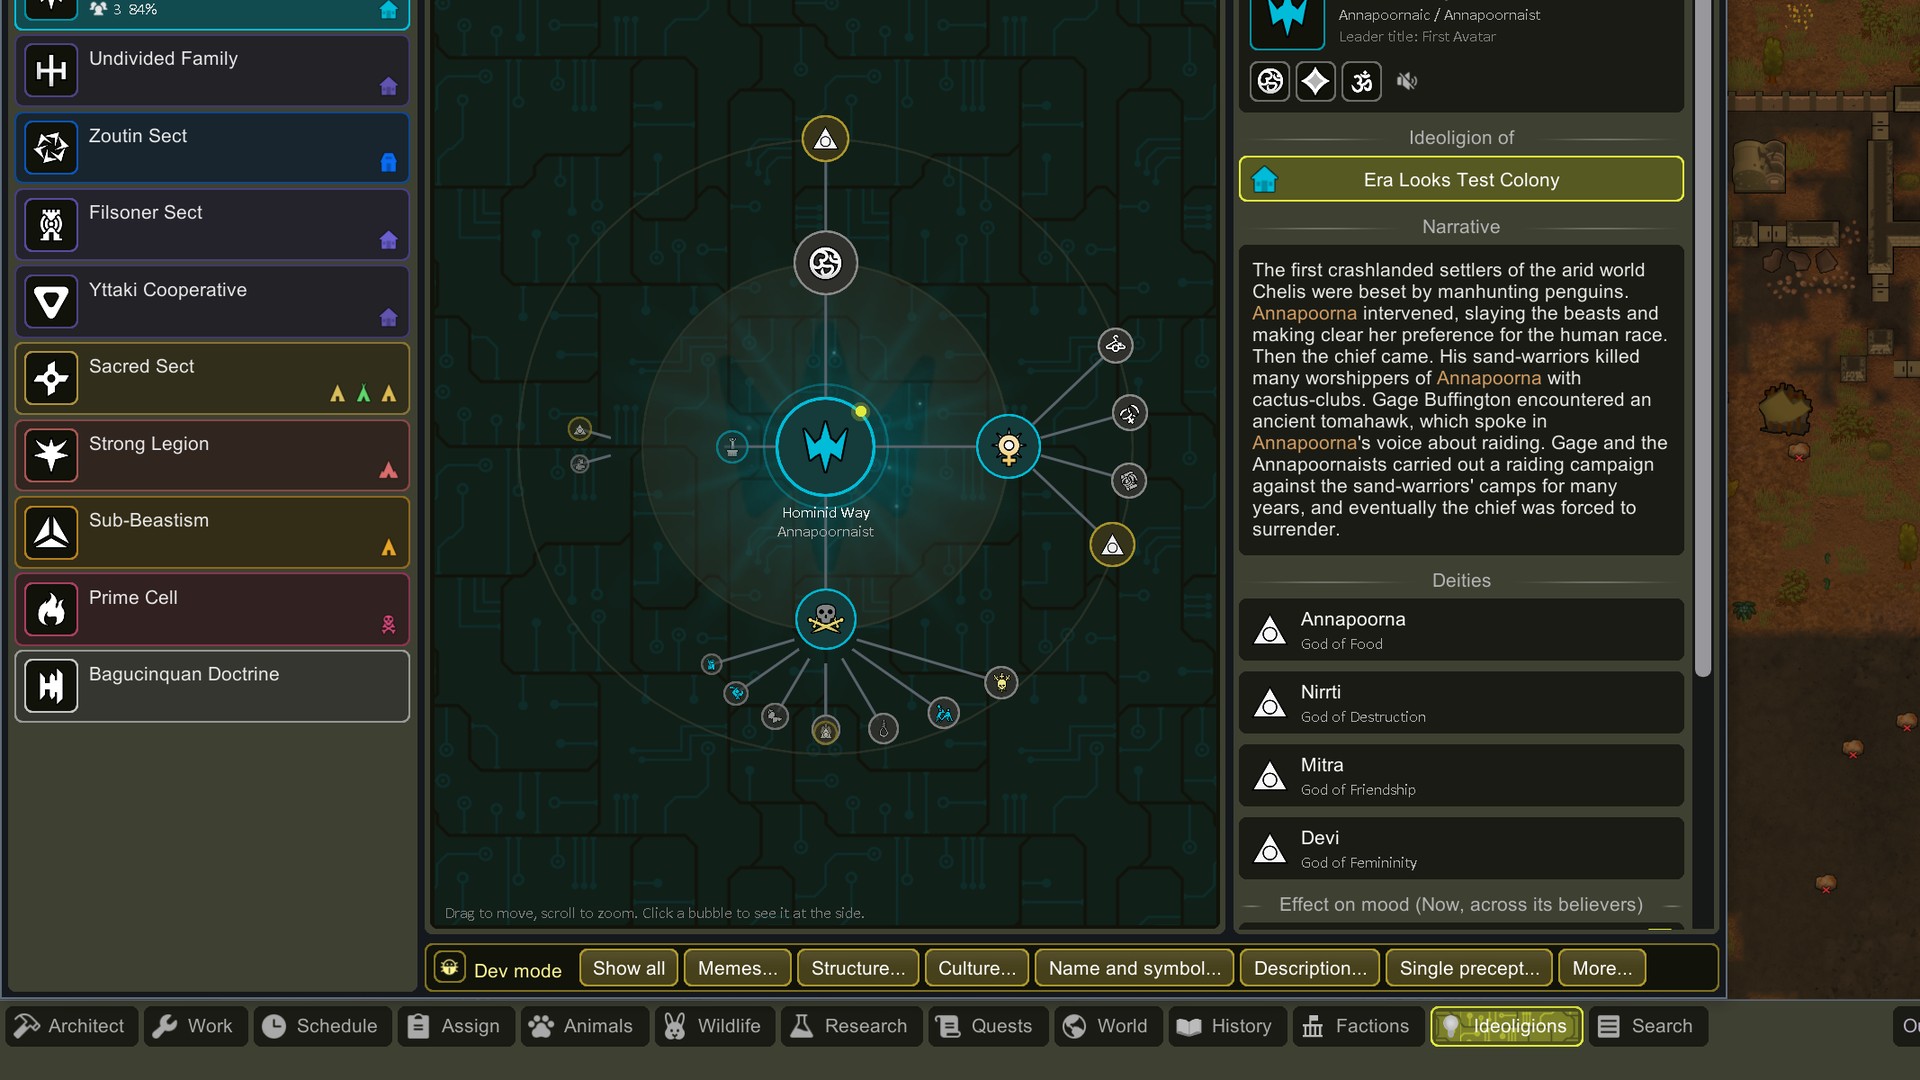 3 84%
Undivided Family
Zoutin Sect
Filsoner Sect
Yttaki Cooperative
Sacred Sect
Strong Legion
Sub-Beastism
Prime Cell
Bagucinquan Doctrine
Hominid Way
Annapoornaist
Drag to move, scroll to zoom. Click a bubble to see it at the side.
Annapoornaic / Annapoornaist
Leader title: First Avatar
Ideoligion of
Era Looks Test Colony
Narrative
The first crashlanded settlers of the arid world
Chelis were beset by manhunting penguins.
Annapoorna intervened, slaying the beasts and
making clear her preference for the human race.
Then the chief came. His sand-warriors killed
many worshippers of Annapoorna with
cactus-clubs. Gage Buffington encountered an
ancient tomahawk, which spoke in
Annapoorna's voice about raiding. Gage and the
Annapoornaists carried out a raiding campaign
against the sand-warriors' camps for many
years, and eventually the chief was forced to
surrender.
Deities
Annapoorna
God of Food
Nirrti
God of Destruction
Mitra
God of Friendship
Devi
God of Femininity
Effect on mood (Now, across its believers)
Dev mode
Show all
Memes...
Structure...
Culture...
Name and symbol...
Description...
Single precept...
More...
Architect
Work
Schedule
Assign
Animals
Wildlife
Research
Quests
World
History
Factions
Ideoligions
Search